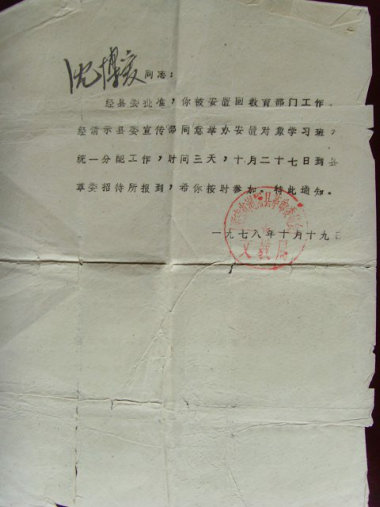 沈博爱同志：
经县委批准，你被安置回教育部门工作。
经请示县委宣传部同意举办安置对象学习班，
统一分配工作，时间三天，十月二十七日到县
革委招待所报到，希你按时参加。特此通知。
一九七八年十月十九日
文教局